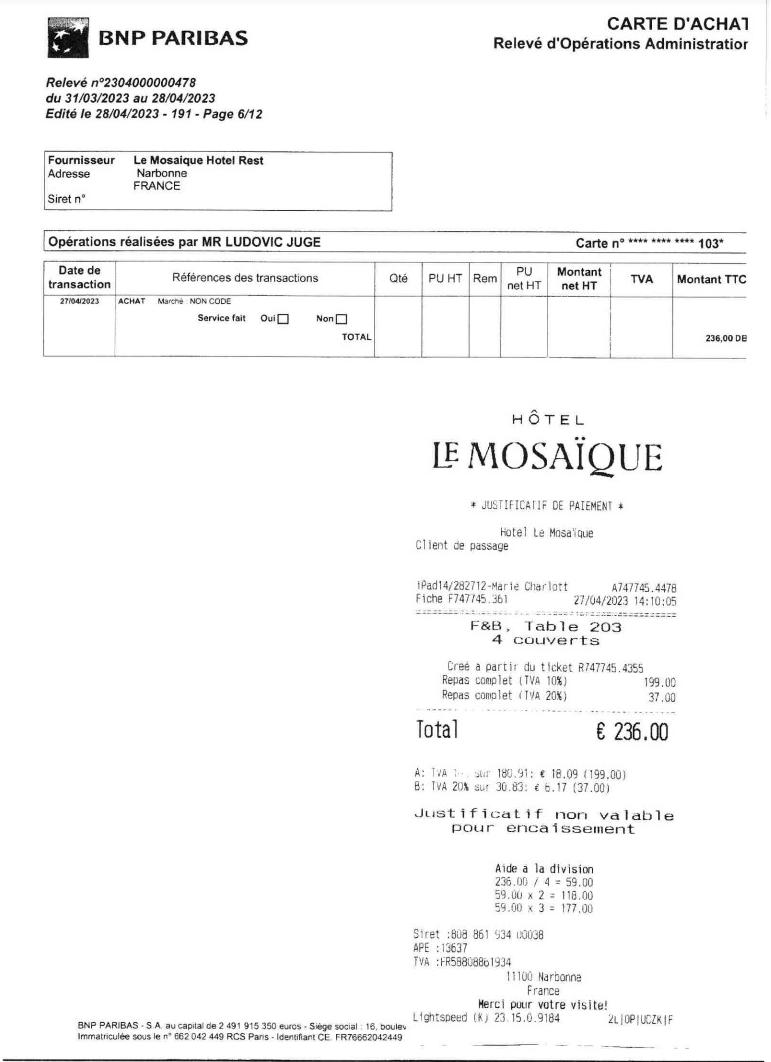 BNP PARIBAS
CARTE D'ACHAT
Relevé d'Opérations Administration
Relevé n°2304000000478
du 31/03/2023 au 28/04/2023
Edité le 28/04/2023 - 191 - Page 6/12
Fournisseur Le Mosaique Hotel Rest
Adresse Narbonne
FRANCE
Siret n°
Opérations réalisées par MR LUDOVIC JUGE Carte n° **** **** **** 103*
Date de transaction Références des transactions Qté PU HT Rem PU net HT Montant net HT TVA Montant TTC
27/04/2023 ACHAT Marché : NON CODE
Service fait Oui Non
TOTAL 236,00 DB
HÔTEL
LE MOSAÏQUE
* JUSTIFICATIF DE PAIEMENT *
Hotel Le Mosaïque
Client de passage
iPad14/282712-Marie Charlott A747745.4478
Fiche F747745.361 27/04/2023 14:10:05
F&B, Table 203
4 couverts
Créé à partir du ticket R747745.4355
Repas complet (TVA 10%) 199.00
Repas complet (TVA 20%) 37.00
Total € 236.00
A: TVA sur 180.91: € 18.09 (199.00)
B: TVA 20% sur 30.83: € 6.17 (37.00)
Justificatif non valable
pour encaissement
Aide a la division
236.00 / 4 = 59.00
59.00 x 2 = 118.00
59.00 x 3 = 177.00
Siret :808 861 934 00038
APE :13637
TVA :FR58808861934
11100 Narbonne
France
Merci pour votre visite!
Lightspeed (K) 23.15.0.9184
BNP PARIBAS - S.A. au capital de 2 491 915 350 euros - Siège social : 16, boulev
Immatriculée sous le n° 662 042 449 RCS Paris - Identifiant CE. FR76662042449